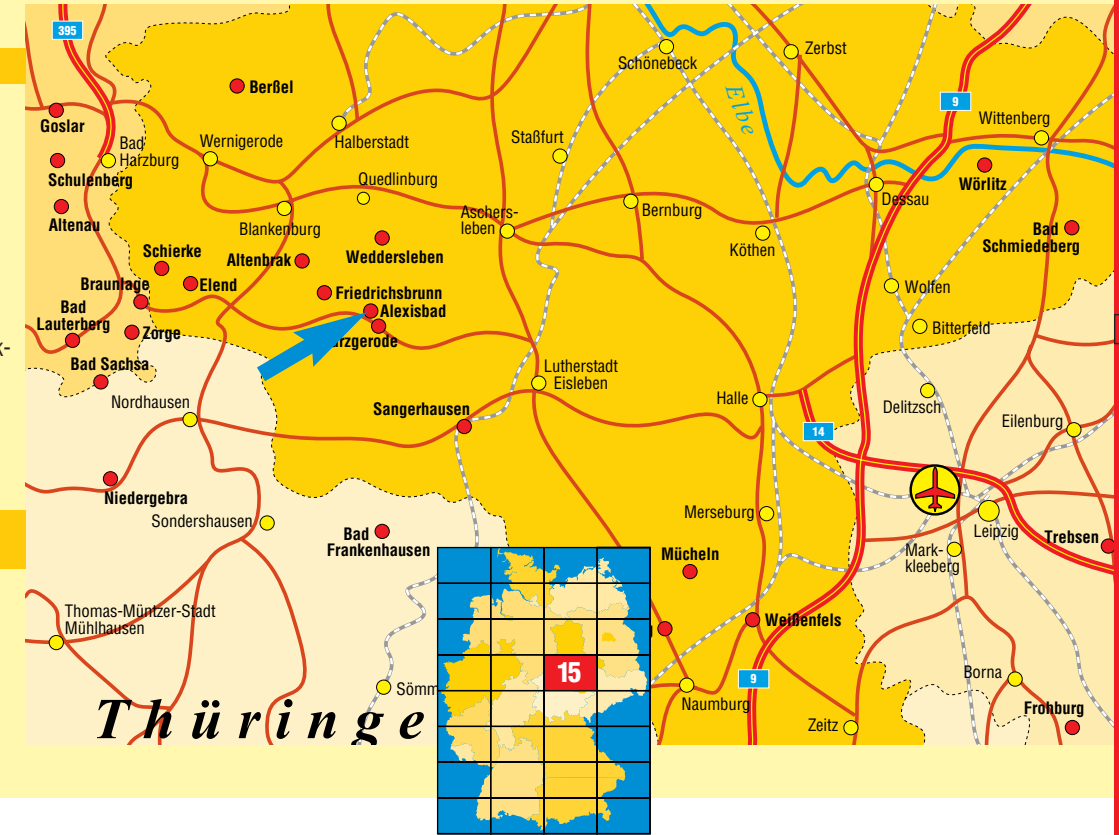 395
Schönebeck
Zerbst
Elbe
Berßel
9
Goslar
Wittenberg
Bad
Harzburg
Wernigerode
Halberstadt
Staßfurt
Schulenberg
Quedlinburg
Wörlitz
Altenau
Dessau
Aschers-
leben
Bernburg
Blankenburg
Köthen
Bad
Schmiedeberg
Schierke
Altenbrak
Weddersleben
Braunlage
Elend
Friedrichsbrunn
Wolfen
Bad
Lauterberg
Alexisbad
Zorge
rzgerode
Bitterfeld
k-
Bad Sachsa
Lutherstadt
Eisleben
Nordhausen
Sangerhausen
Halle
Delitzsch
Eilenburg
14
Niedergebra
Sondershausen
Merseburg
Bad
Frankenhausen
Leipzig
Trebsen
Mark-
kleeberg
Mücheln
Thomas-Müntzer-Stadt
Mühlhausen
Weißenfels
15
9
Borna
Sömm
Naumburg
Frohburg
Thüringe
Zeitz